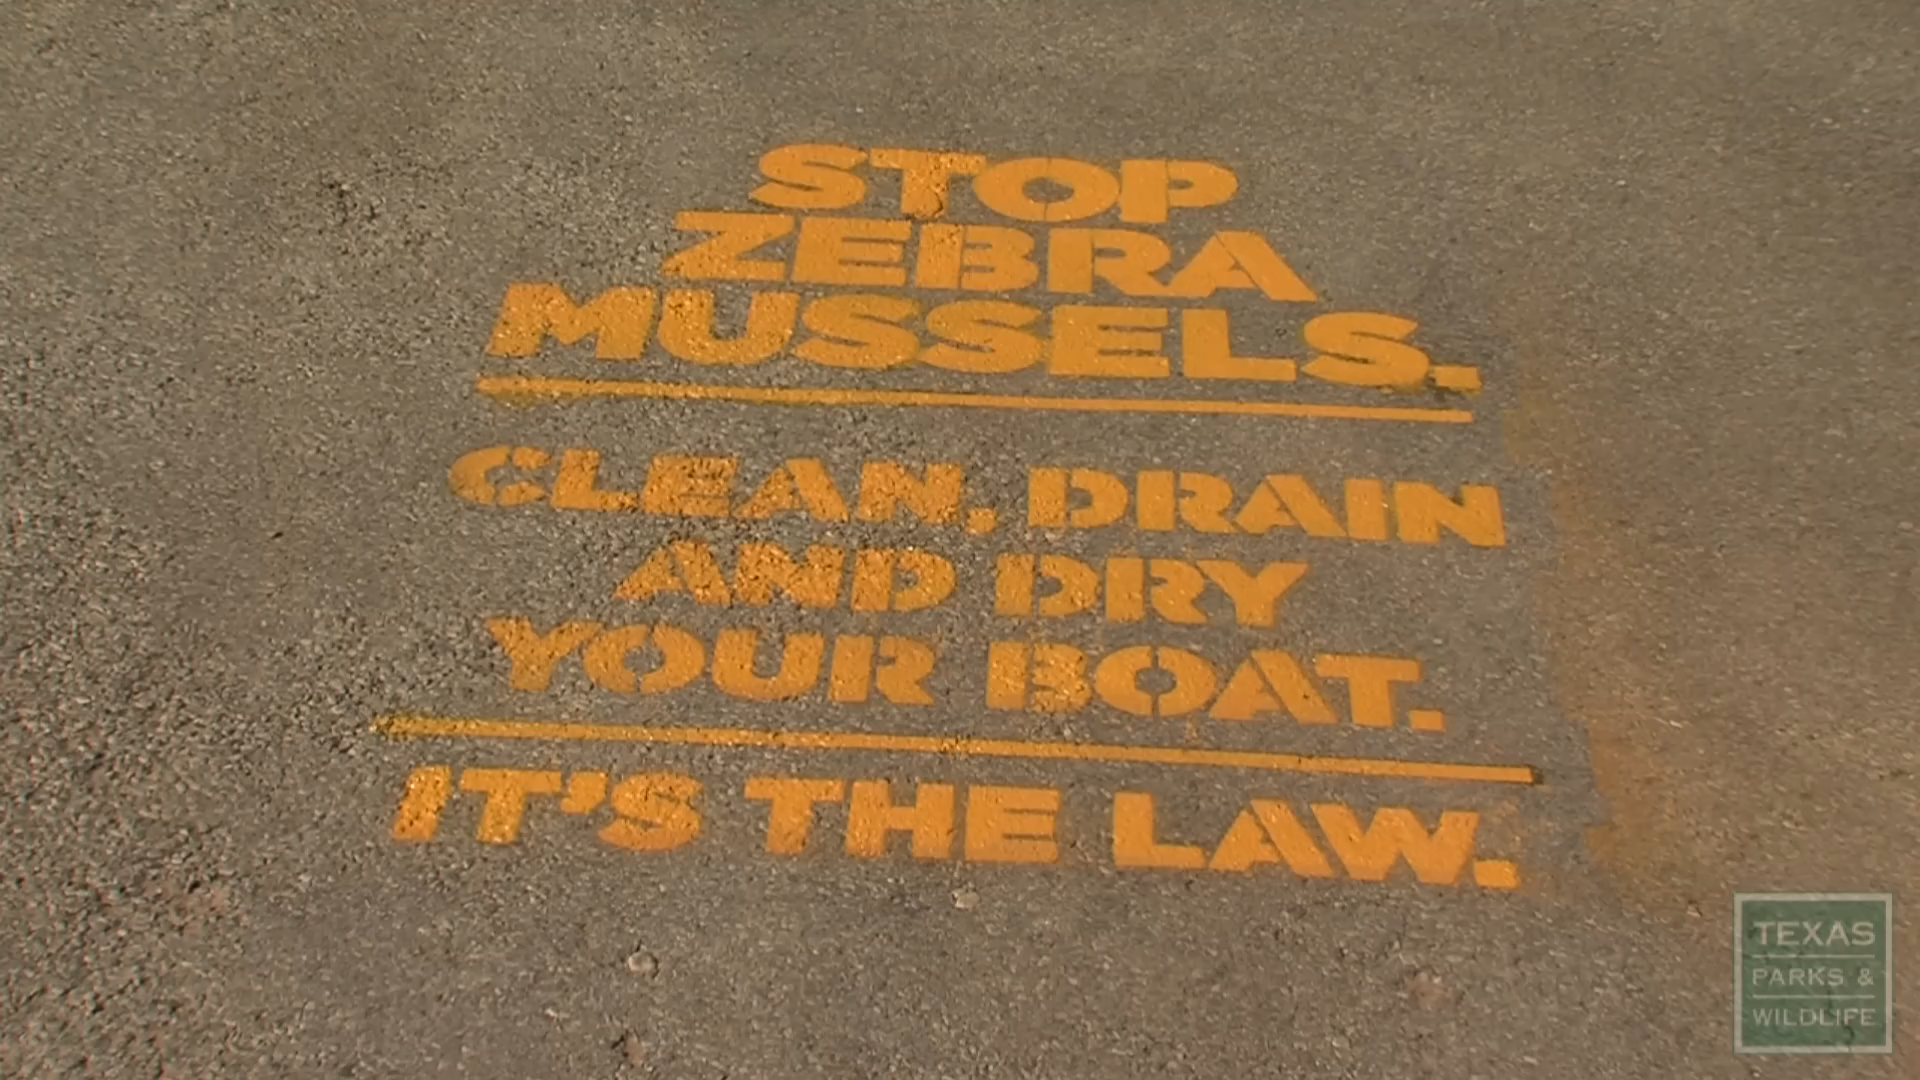 STOP
ZEBRA
MUSSELS.
CLEAN, DRAIN
AND DRY
YOUR BOAT.
IT'S THE LAW.
TEXAS
PARKS &
WILDLIFE